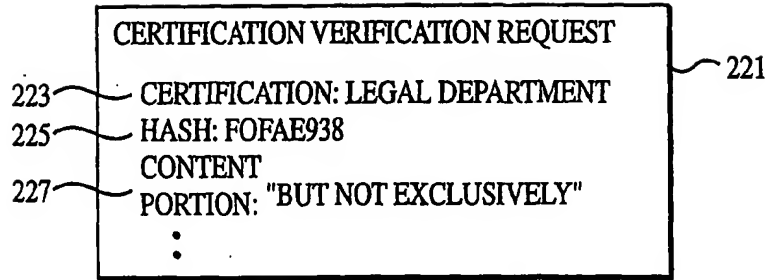 CERTIFICATION VERIFICATION REQUEST
221
223 CERTIFICATION: LEGAL DEPARTMENT
225 HASH: FOFAE938
CONTENT
227 PORTION: "BUT NOT EXCLUSIVELY"